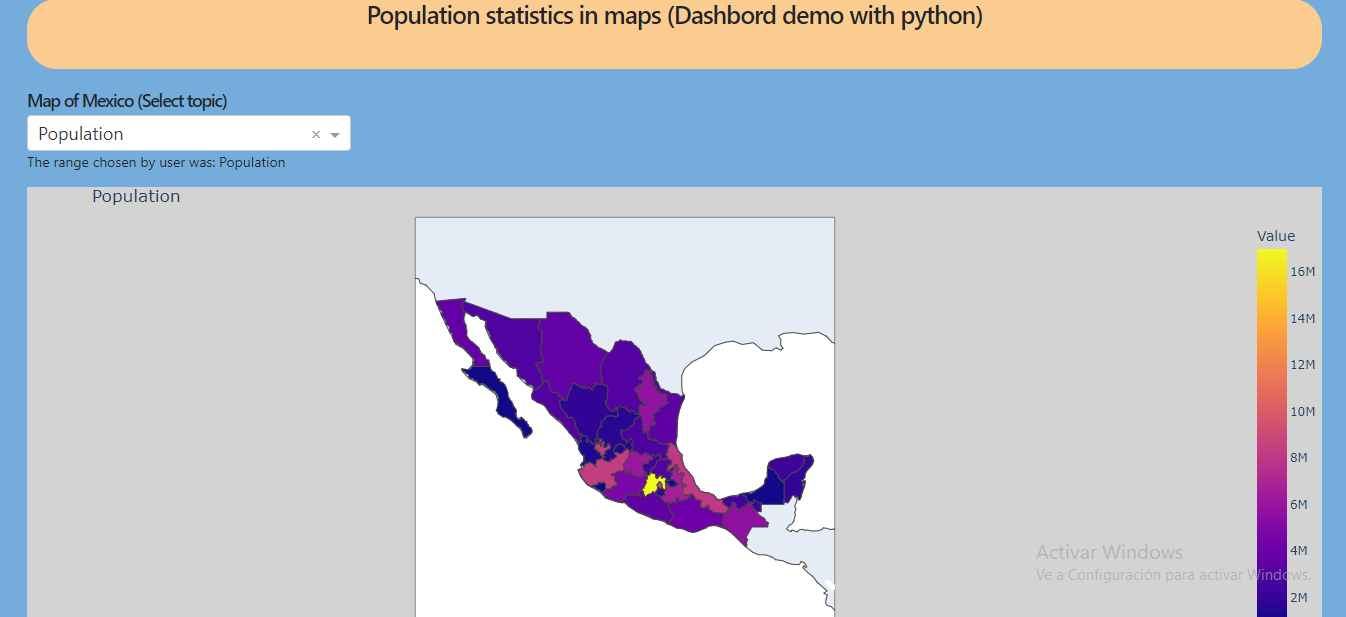 Population statistics in maps (Dashbord demo with python)
Map of Mexico (Select topic)
Population
The range chosen by user was: Population
Population
Value
16M
14M
12M
10M
8M
6M
4M
2M
Activar Windows
Ve a Configuración para activar Windows.